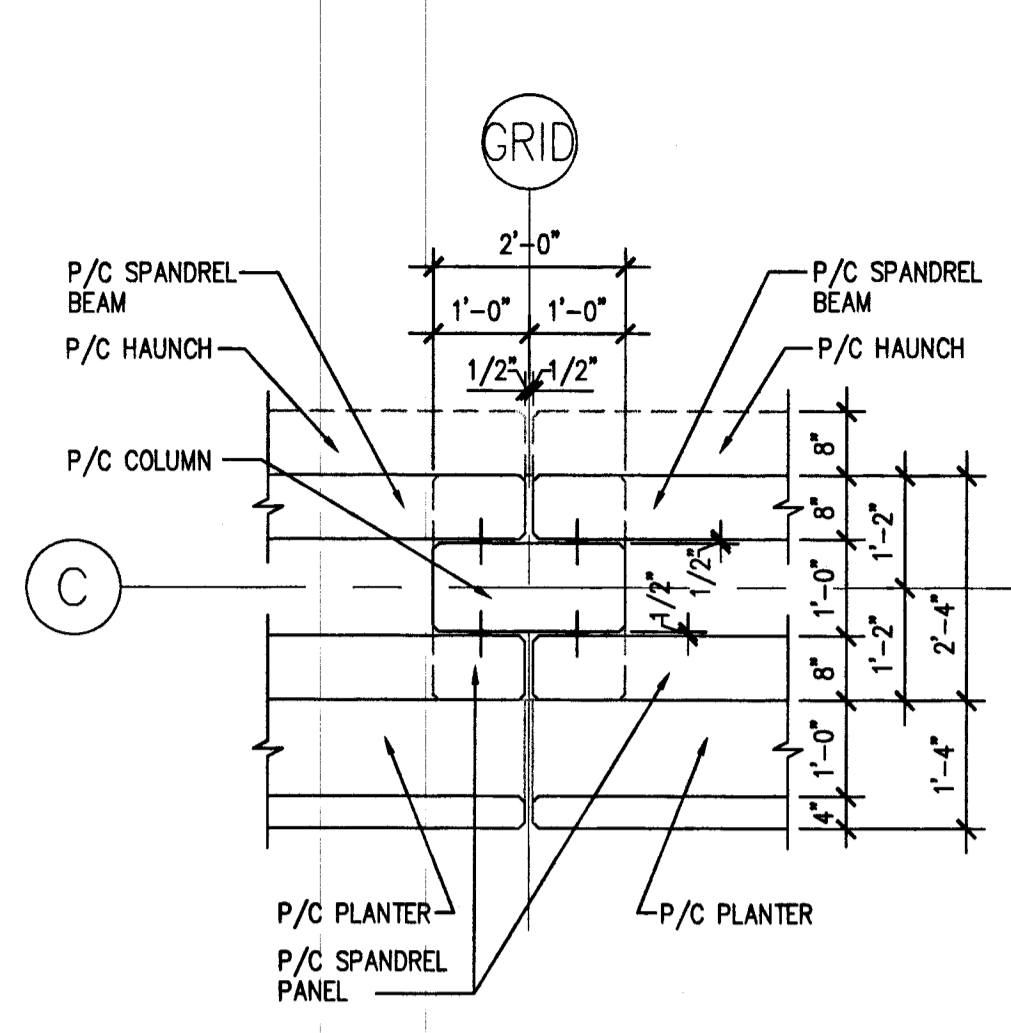 GRID
2'-0"
P/C SPANDREL
BEAM
P/C SPANDREL
BEAM
1'-0"
1'-0"
P/C HAUNCH
P/C HAUNCH
1/2"
1/2"
P/C COLUMN
8"
8"
1'-2"
1/2"
C
1/2"
1'-0"
1'-2"
2'-4"
8"
1'-0"
1'-4"
4"
P/C PLANTER
P/C PLANTER
P/C SPANDREL
PANEL